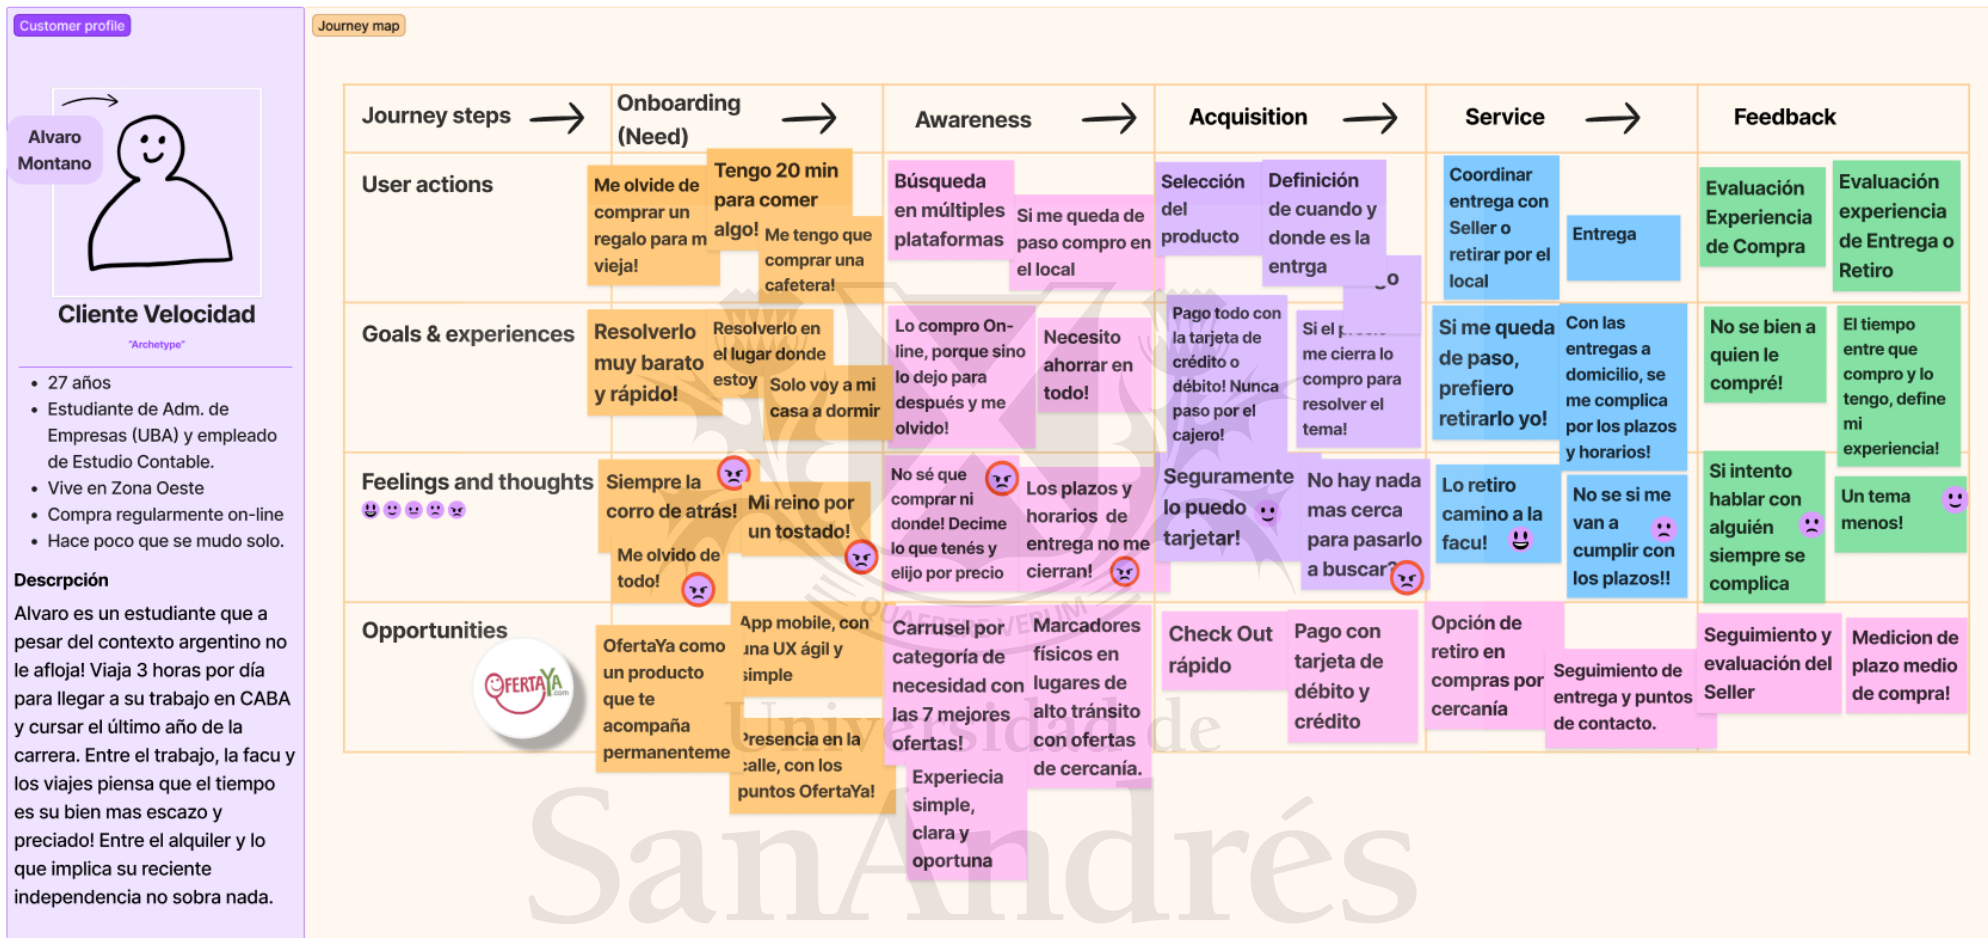 Customer profile
Alvaro
Montano
Cliente Velocidad
"Archetype"
• 27 años
• Estudiante de Adm. de
Empresas (UBA) y empleado
de Estudio Contable.
• Vive en Zona Oeste
• Compra regularmente on-line
• Hace poco que se mudo solo.
Descrpción
Alvaro es un estudiante que a
pesar del contexto argentino no
le afloja! Viaja 3 horas por día
para llegar a su trabajo en CABA
y cursar el último año de la
carrera. Entre el trabajo, la facu y
los viajes piensa que el tiempo
es su bien mas escazo y
preciado! Entre el alquiler y lo
que implica su reciente
independencia no sobra nada.
Journey map
Journey steps
Onboarding
(Need)
Awareness
Acquisition
Service
Feedback
User actions
Me olvide de
comprar un
regalo para m
vieja!
Tengo 20 min
para comer
algo!
Me tengo que
comprar una
cafetera!
Búsqueda
en múltiples
plataformas
Si me queda de
paso compro en
el local
Selección
del
producto
Definición
de cuando y
donde es la
entrga
Coordinar
entrega con
Seller o
retirar por el
local
Entrega
Evaluación
Experiencia
de Compra
Evaluación
experiencia
de Entrega o
Retiro
Goals & experiences
Resolverlo
muy barato
y rápido!
Resolverlo en
el lugar donde
estoy
Solo voy a mi
casa a dormir
Lo compro On-
line, porque sino
lo dejo para
después y me
olvido!
Necesito
ahorrar en
todo!
Pago todo con
la tarjeta de
crédito o
débito! Nunca
paso por el
cajero!
Si el precio
me cierra lo
compro para
resolver el
tema!
Si me queda
de paso,
prefiero
retirarlo yo!
Con las
entregas a
domicilio, se
me complica
por los plazos
y horarios!
No se bien a
quien le
compré!
El tiempo
entre que
compro y lo
tengo, define
mi
experiencia!
Feelings and thoughts
Siempre la
corro de atrás!
Mi reino por
un tostado!
Me olvido de
todo!
No sé que
comprar ni
donde! Decime
lo que tenés y
elijo por precio
Los plazos y
horarios de
entrega no me
cierran!
Seguramente
lo puedo
tarjetar!
No hay nada
mas cerca
para pasarlo
a buscar?
Lo retiro
camino a la
facu!
No se si me
van a
cumplir con
los plazos!!
Si intento
hablar con
alguién
siempre se
complica
Un tema
menos!
Opportunities
OFERTAYA
.com
OfertaYa como
un producto
que te
acompaña
permanenteme
App mobile, con
una UX ágil y
simple
Presencia en la
calle, con los
puntos OfertaYa!
Carrusel por
categoría de
necesidad con
las 7 mejores
ofertas!
Experiecia
simple,
clara y
oportuna
Marcadores
físicos en
lugares de
alto tránsito
con ofertas
de cercanía.
Check Out
rápido
Pago con
tarjeta de
débito y
crédito
Opción de
retiro en
compras por
cercanía
Seguimiento de
entrega y puntos
de contacto.
Seguimiento y
evaluación del
Seller
Medicion de
plazo medio
de compra!
QUAERERE VERUM
Universidad de
SanAndrés